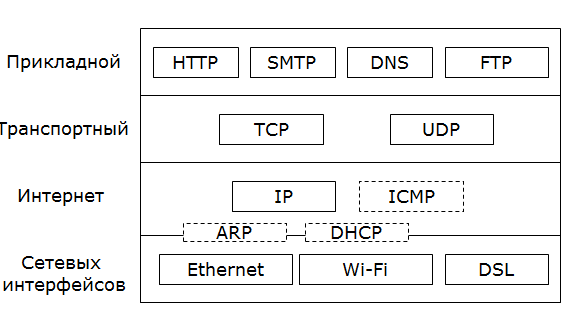 Прикладной
HTTP SMTP DNS FTP
Транспортный
TCP UDP
Интернет
IP ICMP
ARP DHCP
Сетевых
интерфейсов
Ethernet Wi-Fi DSL